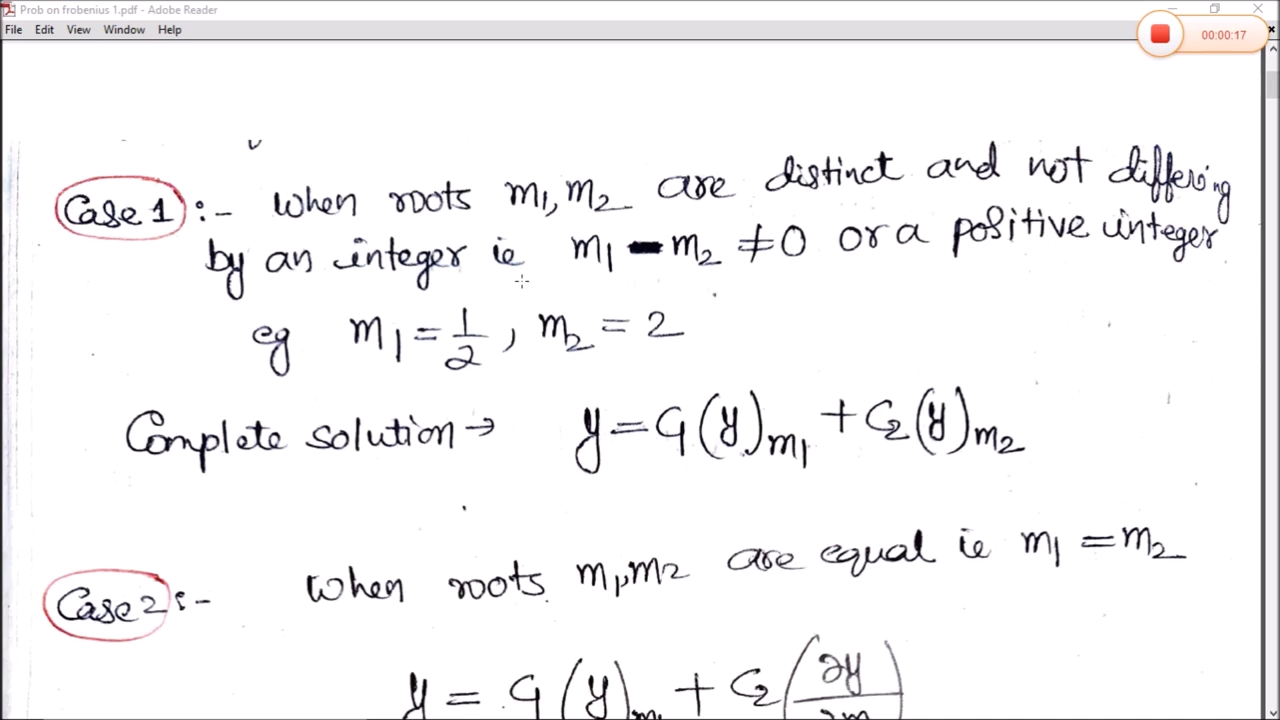 Prob on frobenius 1.pdf - Adobe Reader
File Edit View Window Help
00:00:17
Case 1 :- When roots m₁, m₂ are distinct and not differing
by an integer ie m₁ - m₂ ≠ 0 or a positive integer
eg m₁ = 1/2, m₂ = 2
Complete solution → y = C₁(y)m₁ + C₂(y)m₂
Case 2 :- When roots m₁, m₂ are equal ie m₁ = m₂
y = C₁(y)m₁ + C₂(∂y/∂m)